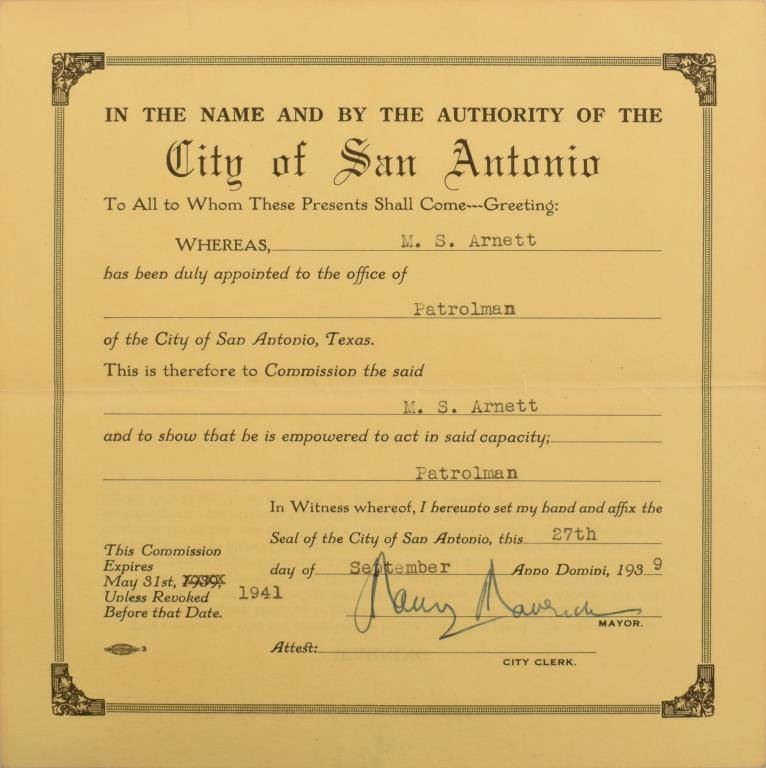 IN THE NAME AND BY THE AUTHORITY OF THE
City of San Antonio
To All to Whom These Presents Shall Come---Greeting:
WHEREAS, M. S. Arnett
has been duly appointed to the office of
Patrolman
of the City of San Antonio, Texas.
This is therefore to Commission the said
M. S. Arnett
and to show that he is empowered to act in said capacity;
Patrolman
In Witness whereof, I hereunto set my hand and affix the
Seal of the City of San Antonio, this 27th
day of September Anno Domini, 1939
This Commission
Expires
May 31st, 1939, 1941
Unless Revoked
Before that Date.
Maury Maverick
MAYOR.
3
Attest:
CITY CLERK.